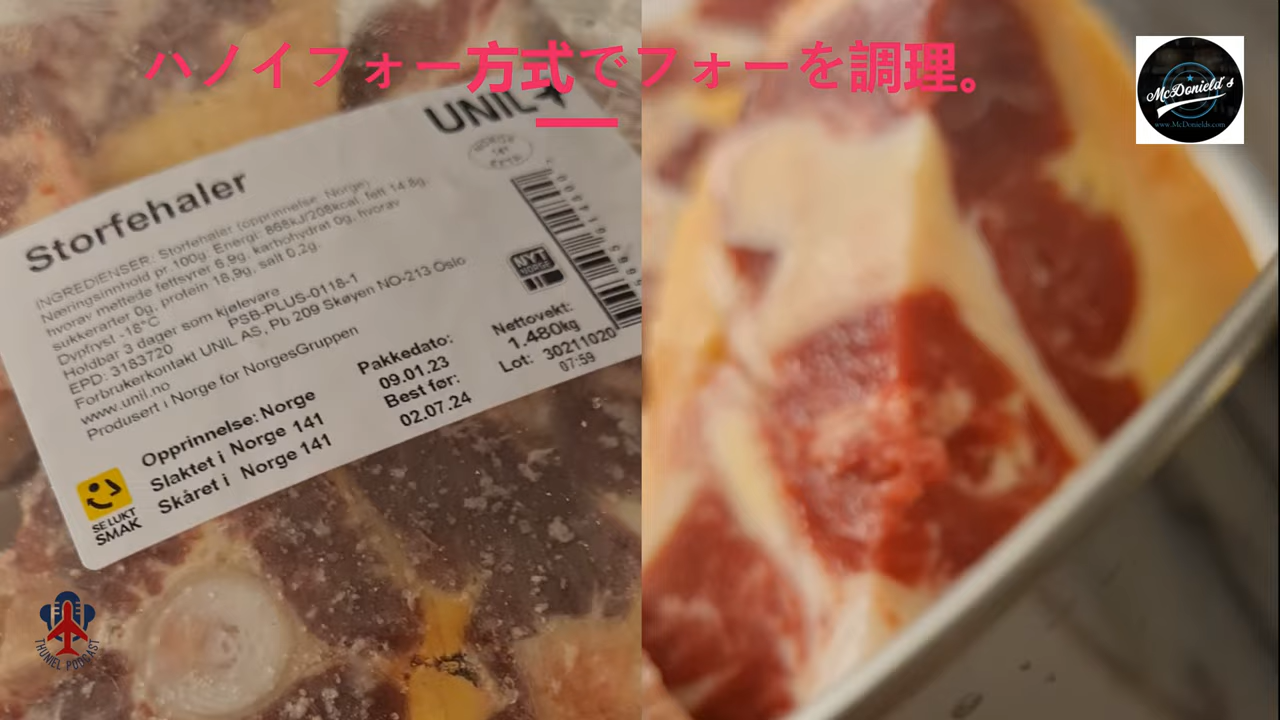 ハノイフォー方式でフォーを調理。
McDonield's
www.McDonields.com
UNIL
NORGE
EFTA
Storfehaler
INGREDIENSER: Storfehaler (opprinnelse: Norge).
Næringsinnhold pr 100g: Energi: 868kJ/208kcal, fett 14.8g,
hvorav mettede fettsyrer 6,9g, karbohydrat 0g, hvorav
sukkerarter 0g, protein 18,9g, salt 0,2g.
Dypfryst -18°C
Holdbar 3 dager som kjølevare
PSB-PLUS-0118-1
EPD: 3183720
Forbrukerkontakt UNIL AS, Pb 209 Skøyen NO-213 Oslo
www.unil.no
Produsert i Norge for NorgesGruppen
NYT
NORGE
Opprinnelse: Norge
Slaktet i Norge 141
Skåret i Norge 141
Pakkedato:
09.01.23
Best før:
02.07.24
Nettovekt:
1.480kg
Lot: 30211020
07:59
SE LUKT
SMAK
THUNIEL PODCAST